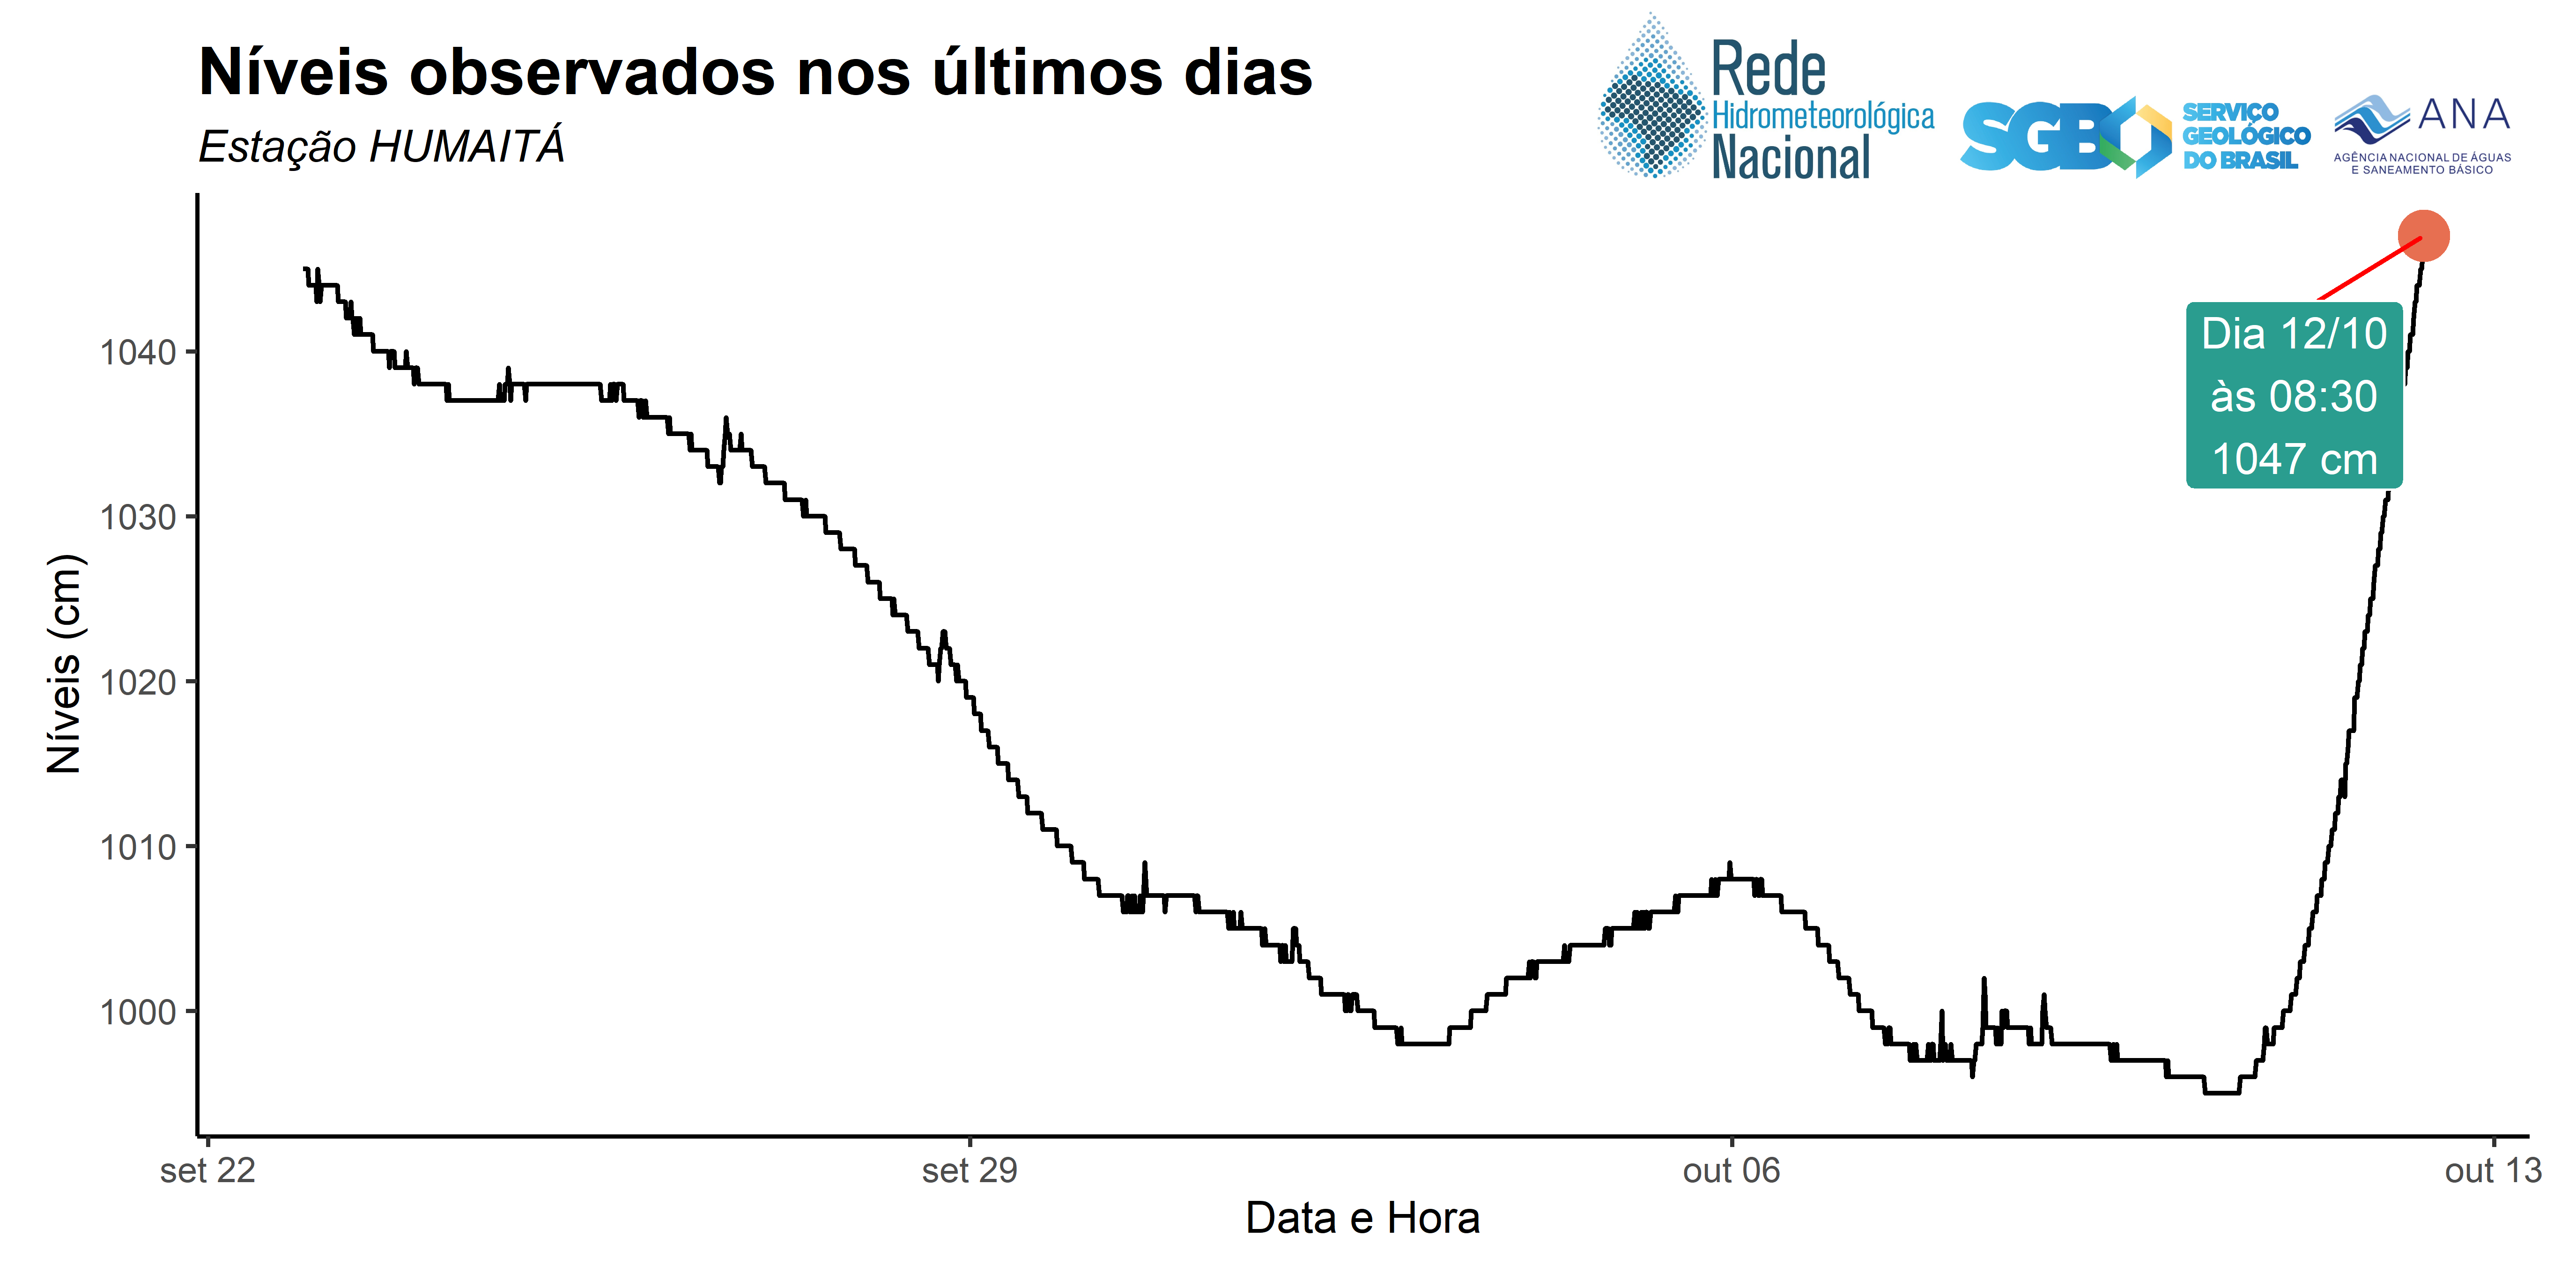 Níveis observados nos últimos dias
Estação HUMAITÁ
Rede
Hidrometeorológica
Nacional
SGB
SERVIÇO
GEOLÓGICO
DO BRASIL
ANA
AGÊNCIA NACIONAL DE ÁGUAS
E SANEAMENTO BÁSICO
Níveis (cm)
1040
1030
1020
1010
1000
Dia 12/10
às 08:30
1047 cm
set 22
set 29
out 06
out 13
Data e Hora